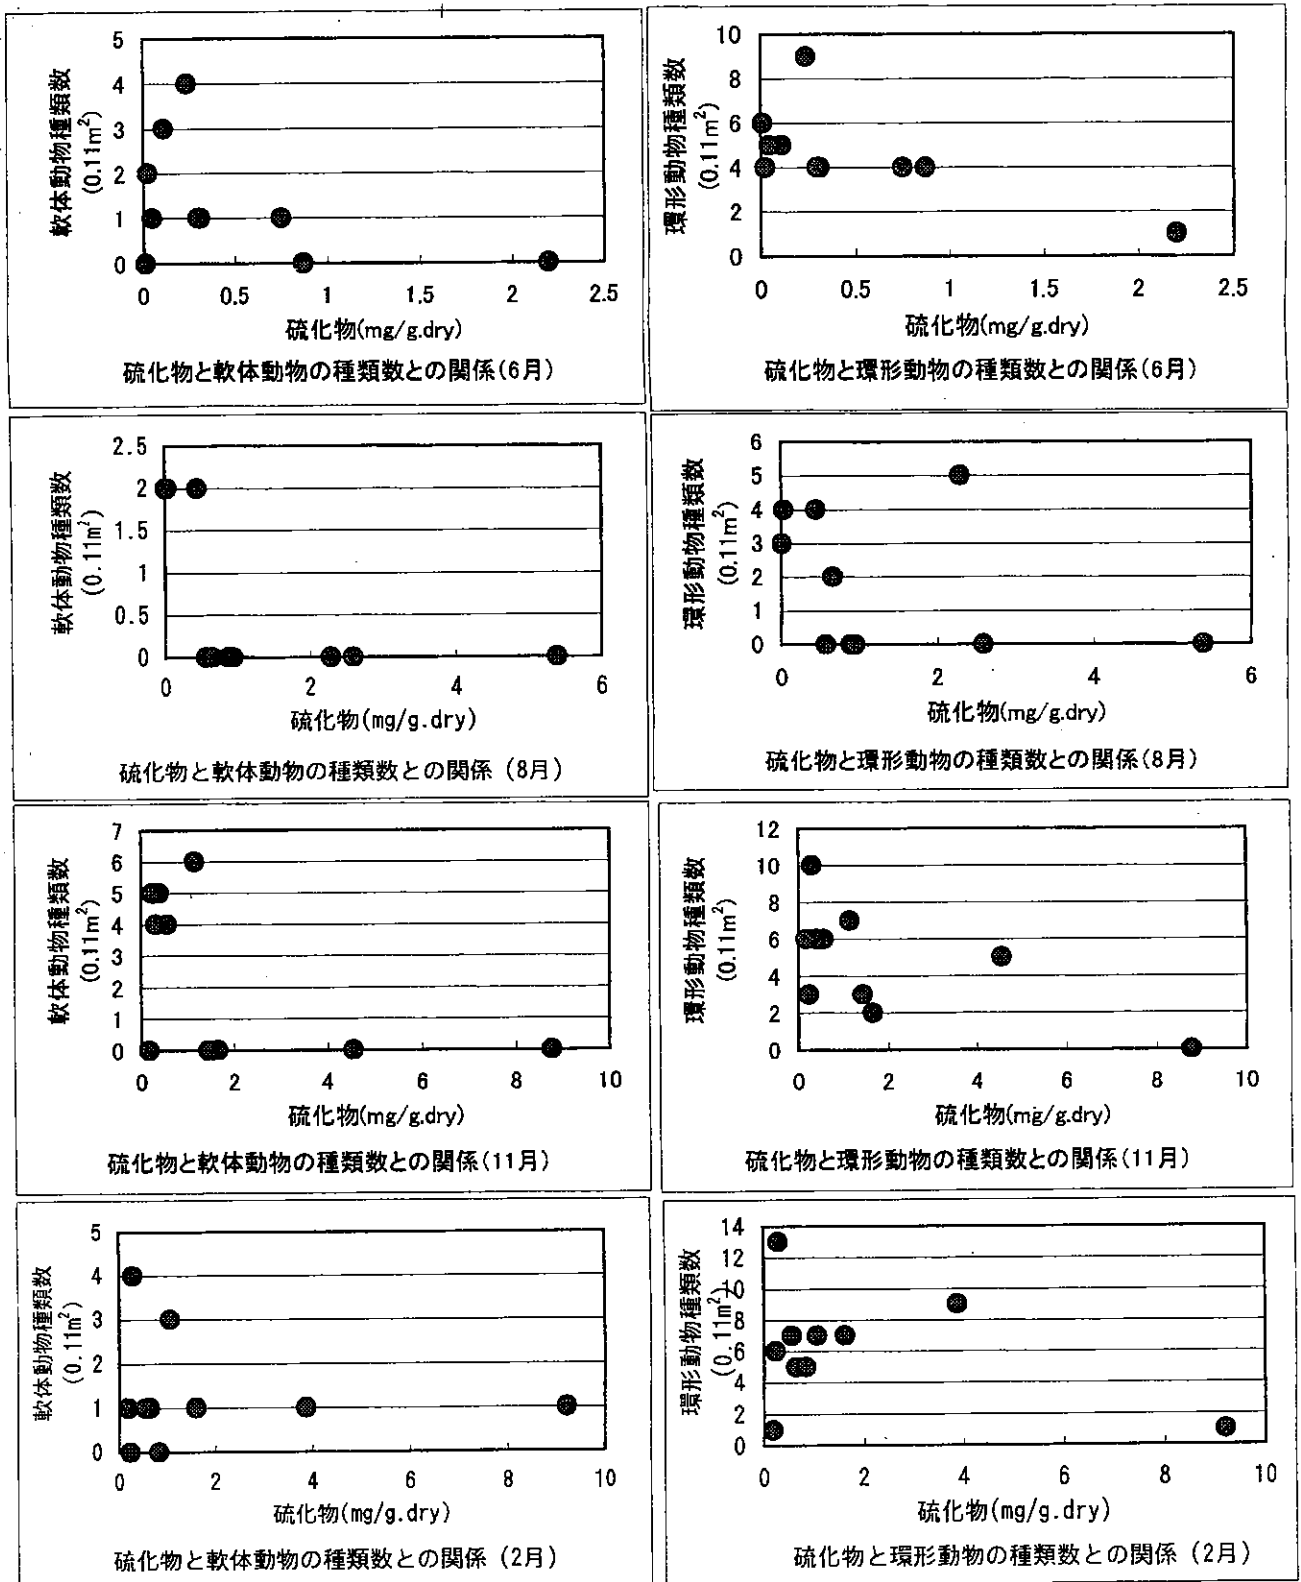 軟体動物種類数
(0.11m²)
5
4
3
2
1
0
0 0.5 1 1.5 2 2.5
硫化物(mg/g.dry)
硫化物と軟体動物の種類数との関係(6月)
環形動物種類数
(0.11m²)
10
8
6
4
2
0
0 0.5 1 1.5 2 2.5
硫化物(mg/g.dry)
硫化物と環形動物の種類数との関係(6月)
軟体動物種類数
(0.11m²)
2.5
2
1.5
1
0.5
0
0 2 4 6
硫化物(mg/g.dry)
硫化物と軟体動物の種類数との関係 (8月)
環形動物種類数
(0.11m²)
6
5
4
3
2
1
0
0 2 4 6
硫化物(mg/g.dry)
硫化物と環形動物の種類数との関係(8月)
軟体動物種類数
(0.11m²)
7
6
5
4
3
2
1
0
0 2 4 6 8 10
硫化物(mg/g.dry)
硫化物と軟体動物の種類数との関係(11月)
環形動物種類数
(0.11m²)
12
10
8
6
4
2
0
0 2 4 6 8 10
硫化物(mg/g.dry)
硫化物と環形動物の種類数との関係(11月)
軟体動物種類数
(0.11m²)
5
4
3
2
1
0
0 2 4 6 8 10
硫化物(mg/g.dry)
硫化物と軟体動物の種類数との関係 (2月)
環形動物種類数
(0.11m²)
14
12
10
8
6
4
2
0
0 2 4 6 8 10
硫化物(mg/g.dry)
硫化物と環形動物の種類数との関係 (2月)